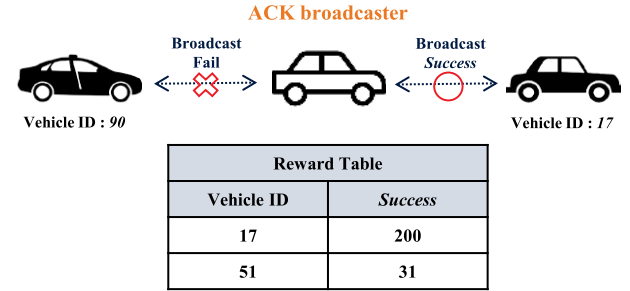 ACK broadcaster
Broadcast
Fail
Broadcast
Success
Vehicle ID : 90
Vehicle ID : 17
Reward Table
Vehicle ID Success
17 200
51 31